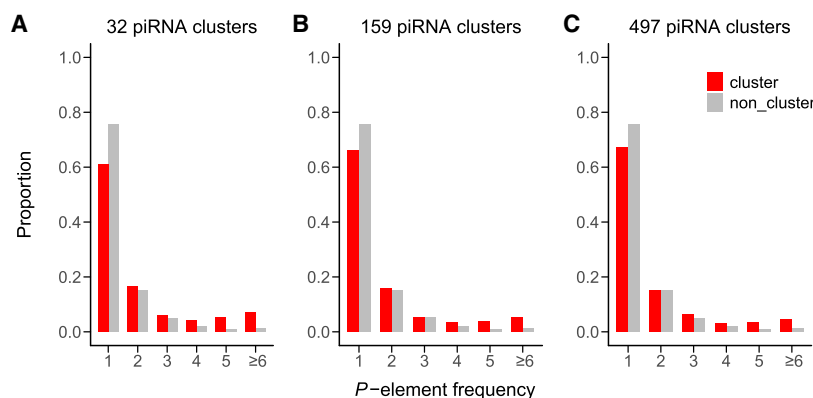 A 32 piRNA clusters
B 159 piRNA clusters
C 497 piRNA clusters
Proportion
1.0
0.8
0.6
0.4
0.2
0.0
1 2 3 4 5 ≥6
1.0
0.8
0.6
0.4
0.2
0.0
1 2 3 4 5 ≥6
1.0
0.8
0.6
0.4
0.2
0.0
1 2 3 4 5 ≥6
cluster
non_cluster
P−element frequency